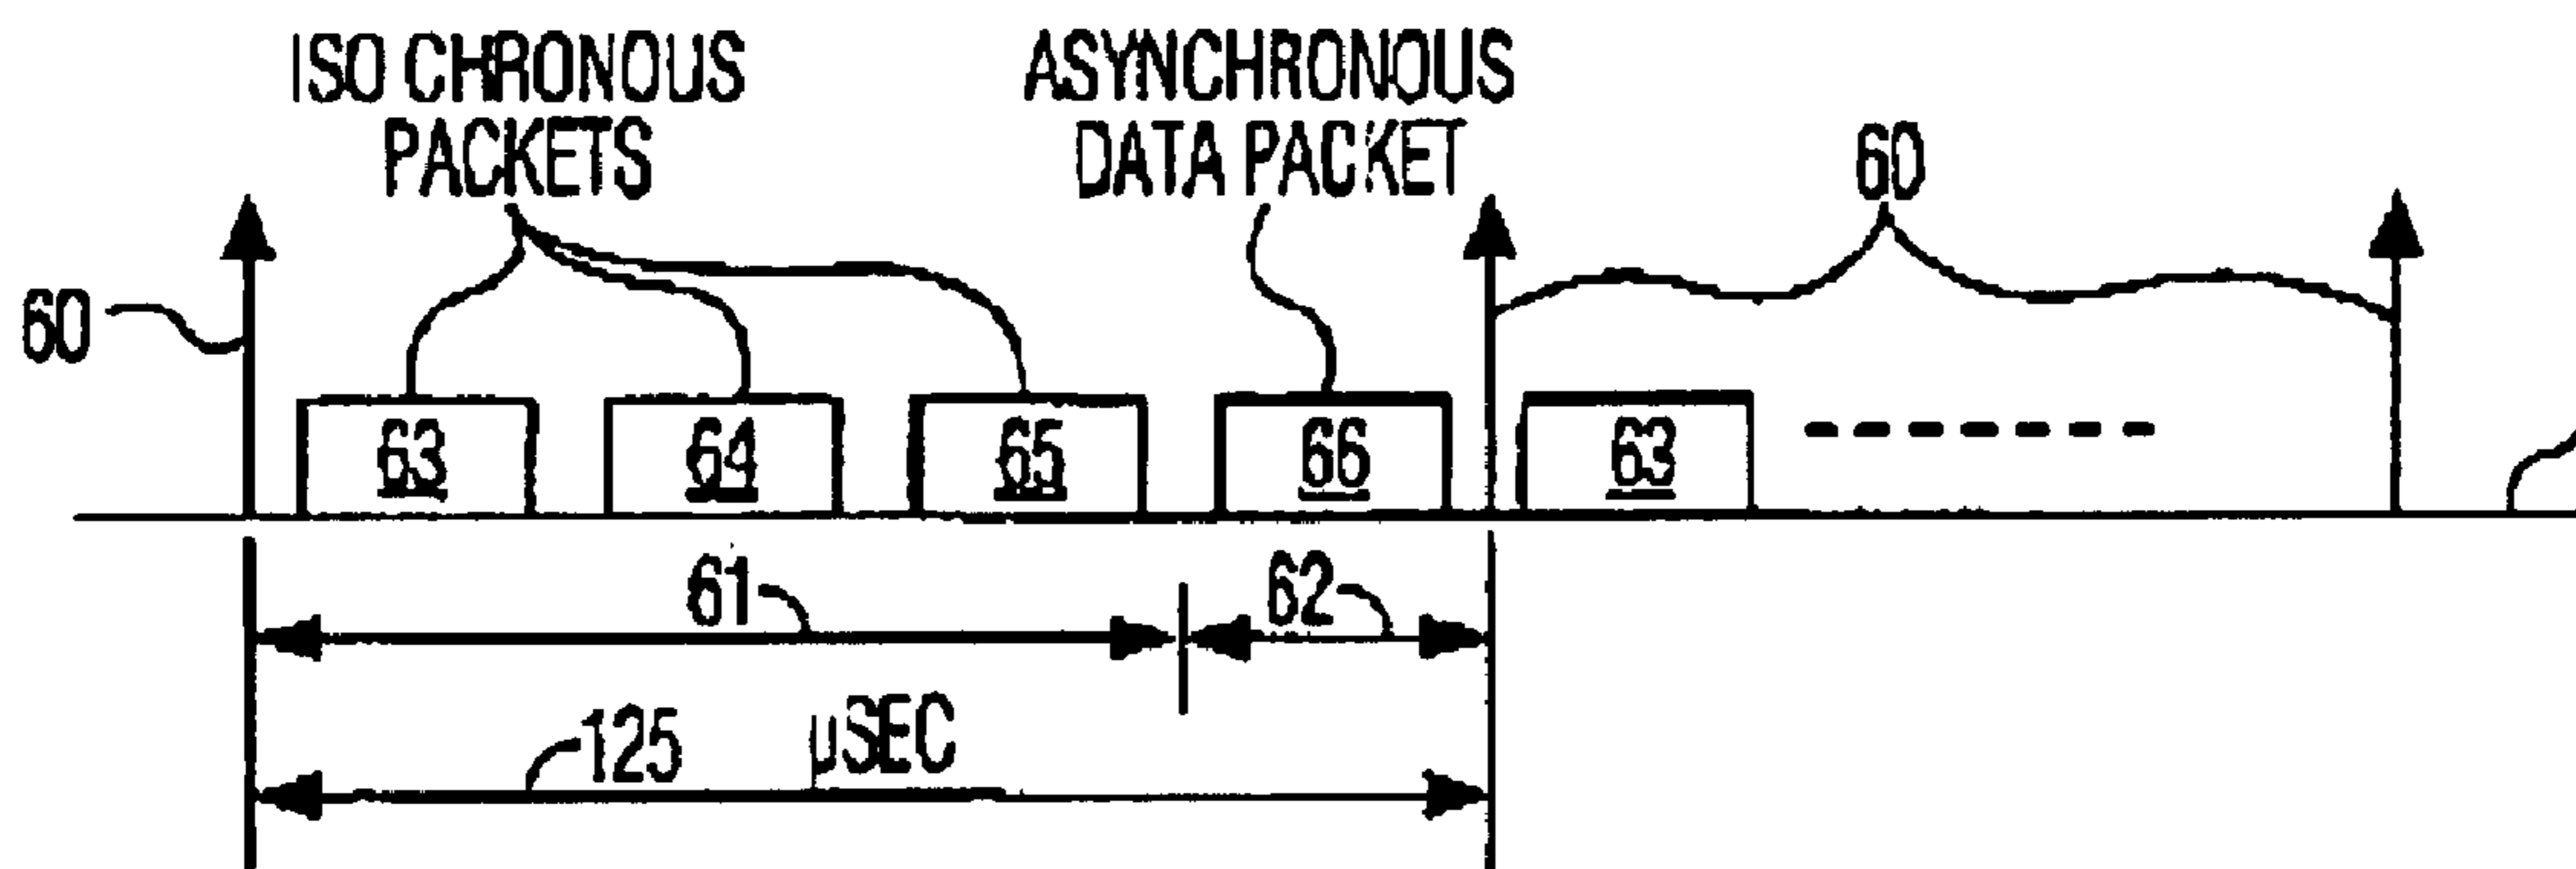 ISO CHRONOUS
PACKETS
ASYNCHRONOUS
DATA PACKET
60
60
63
64
65
66
63
61
62
125 µSEC